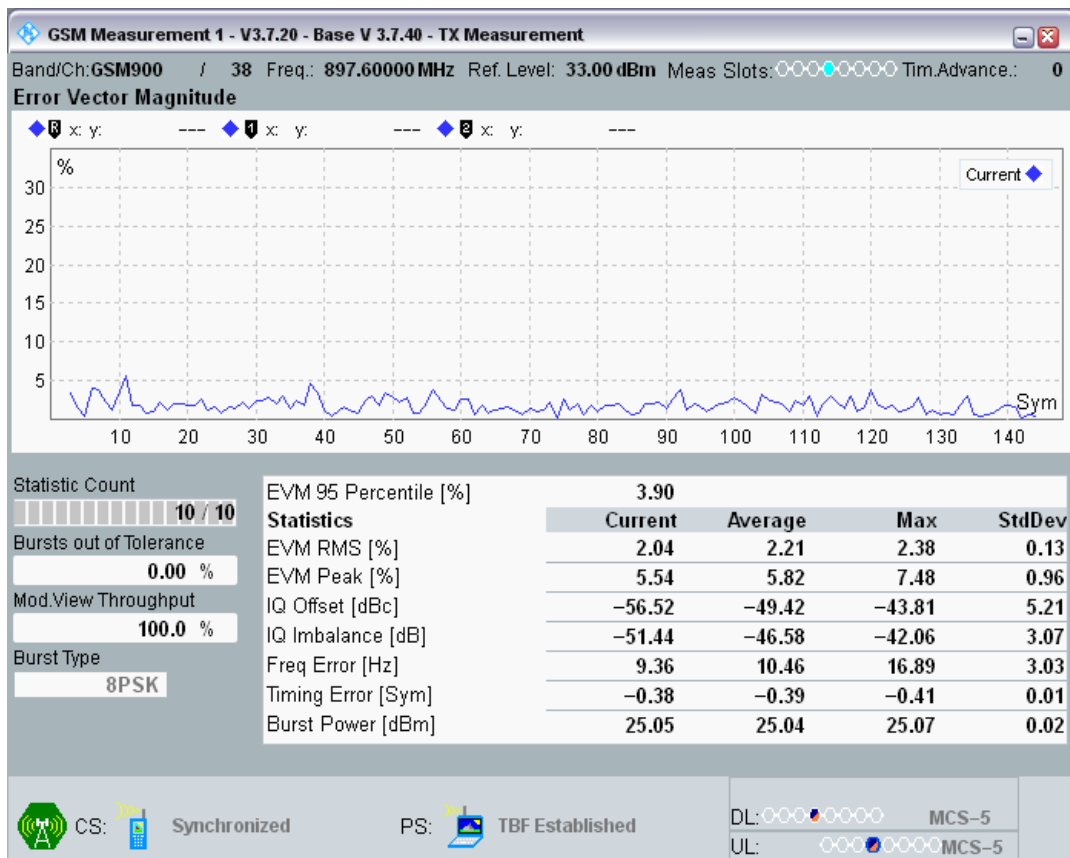 GSM Measurement 1 - V3.7.20 - Base V 3.7.40 - TX Measurement
Band/Ch:GSM900 / 38 Freq.: 897.60000 MHz Ref. Level: 33.00 dBm Meas Slots: Tim.Advance.: 0
Error Vector Magnitude
R x: y: --- 1 x: y: --- 2 x: y: ---
%
Current
30
25
20
15
10
5
Sym
10 20 30 40 50 60 70 80 90 100 110 120 130 140
Statistic Count
10 / 10
Bursts out of Tolerance
0.00 %
Mod.View Throughput
100.0 %
Burst Type
8PSK
EVM 95 Percentile [%] 3.90
Statistics Current Average Max StdDev
EVM RMS [%] 2.04 2.21 2.38 0.13
EVM Peak [%] 5.54 5.82 7.48 0.96
IQ Offset [dBc] −56.52 −49.42 −43.81 5.21
IQ Imbalance [dB] −51.44 −46.58 −42.06 3.07
Freq Error [Hz] 9.36 10.46 16.89 3.03
Timing Error [Sym] −0.38 −0.39 −0.41 0.01
Burst Power [dBm] 25.05 25.04 25.07 0.02
CS: Synchronized PS: TBF Established
DL: MCS−5
UL: MCS−5